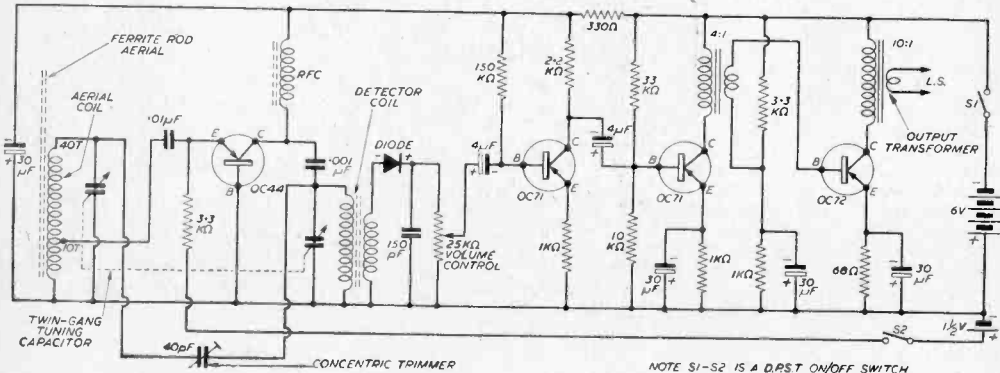 FERRITE ROD
AERIAL
AERIAL
COIL
30
µF
+
40T
10T
.01µF
3·3
KΩ
E
C
B
OC44
RFC
.001
µF
DETECTOR
COIL
DIODE
+
150
pF
25KΩ
VOLUME
CONTROL
4
µF
+
-
150
KΩ
2·2
KΩ
330Ω
B
C
E
OC71
1KΩ
4µF
-
+
33
KΩ
10
KΩ
B
C
E
OC71
30
µF
-
+
1KΩ
4:1
3·3
KΩ
1KΩ
30
µF
-
+
B
C
E
OC72
68Ω
30
µF
-
+
10:1
L.S.
OUTPUT
TRANSFORMER
S1
-
6V
+
-
1½V
+
S2
TWIN-GANG
TUNING
CAPACITOR
40pF
CONCENTRIC TRIMMER
NOTE S1-S2 IS A D.P.S.T ON/OFF SWITCH